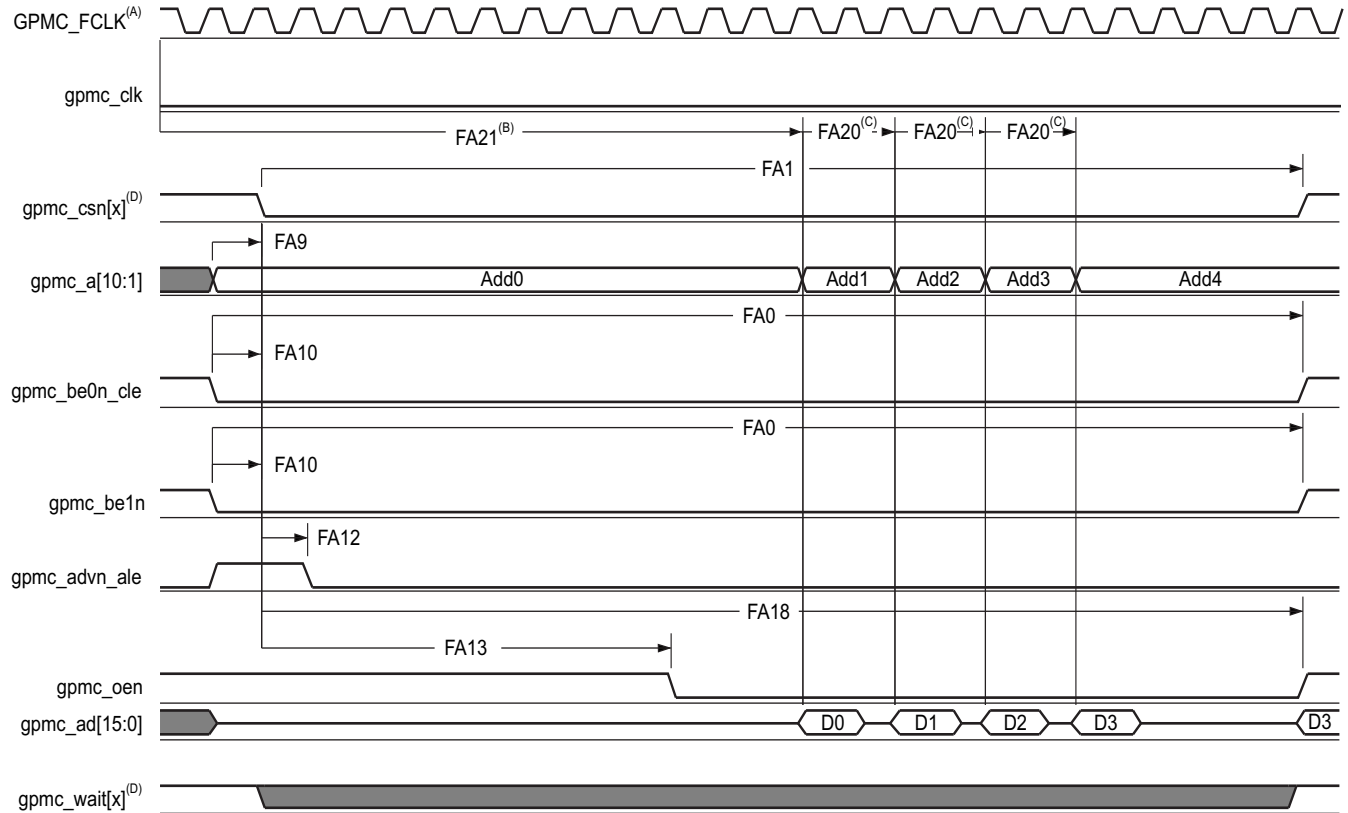 GPMC_FCLK(A)
gpmc_clk
FA21(B) FA20(C) FA20(C) FA20(C)
FA1
gpmc_csn[x](D)
FA9
gpmc_a[10:1] Add0 Add1 Add2 Add3 Add4
FA0
FA10
gpmc_be0n_cle
FA0
FA10
gpmc_be1n
FA12
gpmc_advn_ale
FA18
FA13
gpmc_oen
gpmc_ad[15:0] D0 D1 D2 D3 D3
gpmc_wait[x](D)